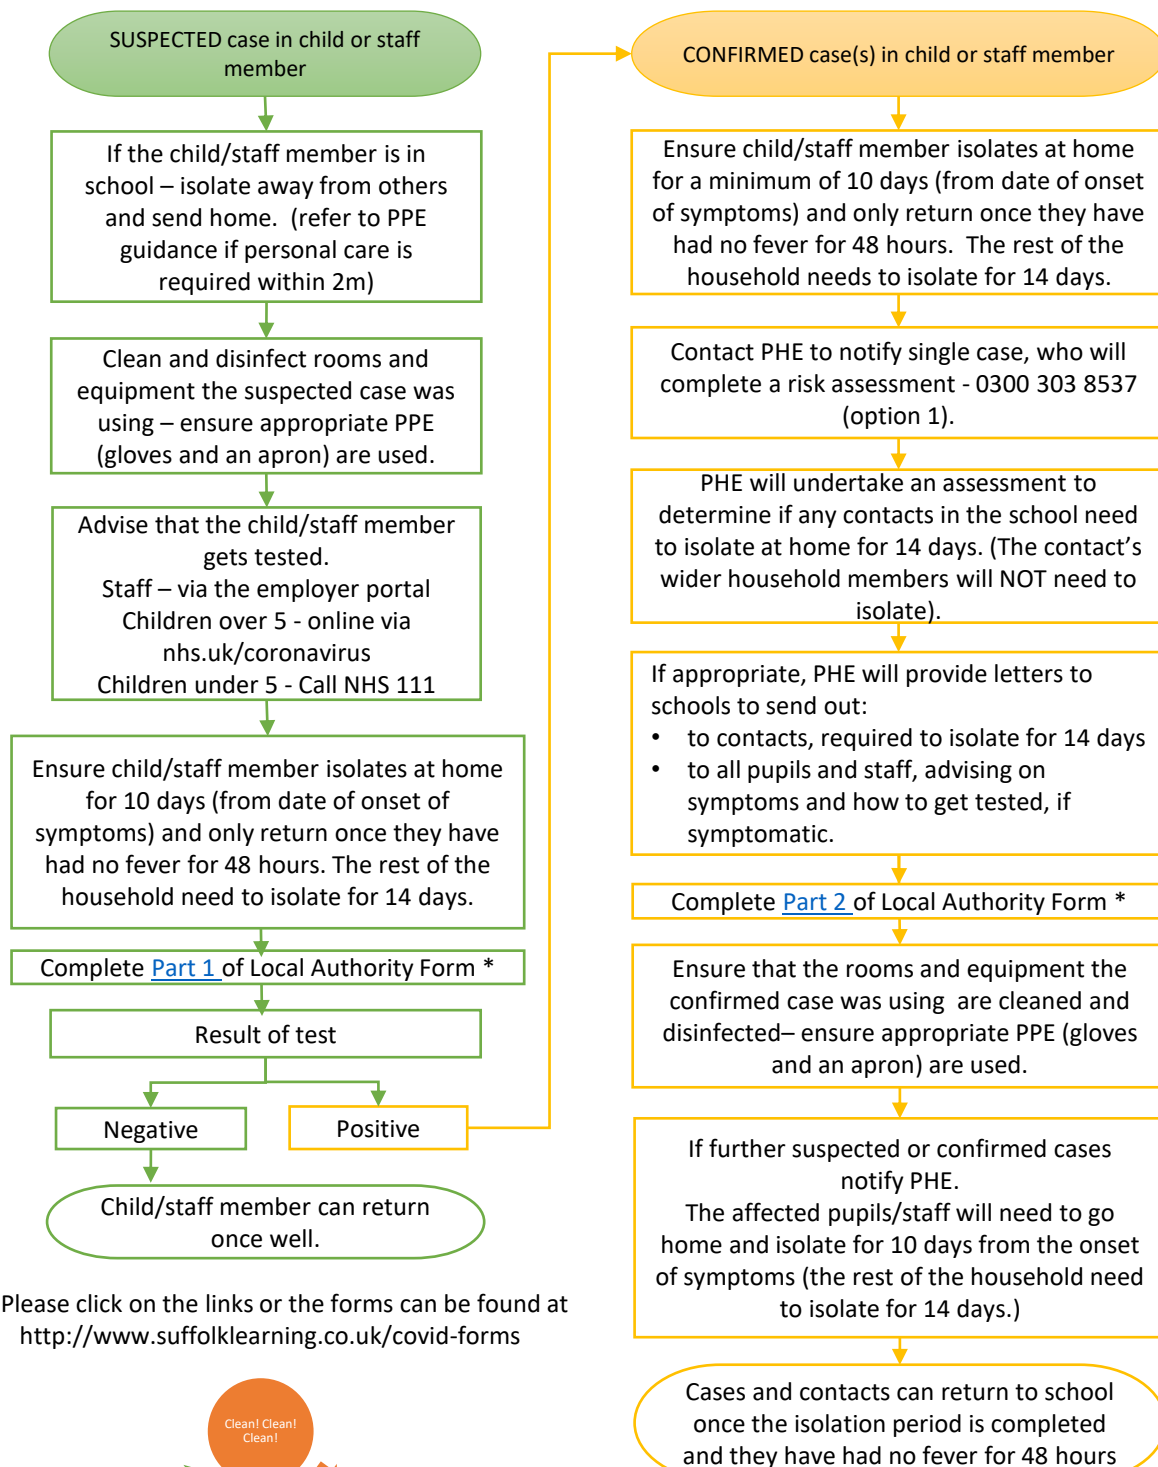 SUSPECTED case in child or staff
member
If the child/staff member is in
school – isolate away from others
and send home.  (refer to PPE
guidance if personal care is
required within 2m)
Clean and disinfect rooms and
equipment the suspected case was
using – ensure appropriate PPE
(gloves and an apron) are used.
Advise that the child/staff member
gets tested.
Staff – via the employer portal
Children over 5 - online via
nhs.uk/coronavirus
Children under 5 - Call NHS 111
Ensure child/staff member isolates at home
for 10 days (from date of onset of
symptoms) and only return once they have
had no fever for 48 hours. The rest of the
household need to isolate for 14 days.
Complete Part 1 of Local Authority Form *
Result of test
Negative
Positive
Child/staff member can return
once well.
Please click on the links or the forms can be found at
http://www.suffolklearning.co.uk/covid-forms
Clean! Clean!
Clean!
CONFIRMED case(s) in child or staff member
Ensure child/staff member isolates at home
for a minimum of 10 days (from date of onset
of symptoms) and only return once they have
had no fever for 48 hours.  The rest of the
household needs to isolate for 14 days.
Contact PHE to notify single case, who will
complete a risk assessment - 0300 303 8537
(option 1).
PHE will undertake an assessment to
determine if any contacts in the school need
to isolate at home for 14 days. (The contact's
wider household members will NOT need to
isolate).
If appropriate, PHE will provide letters to
schools to send out:
• to contacts, required to isolate for 14 days
• to all pupils and staff, advising on
symptoms and how to get tested, if
symptomatic.
Complete Part 2 of Local Authority Form *
Ensure that the rooms and equipment the
confirmed case was using  are cleaned and
disinfected– ensure appropriate PPE (gloves
and an apron) are used.
If further suspected or confirmed cases
notify PHE.
The affected pupils/staff will need to go
home and isolate for 10 days from the onset
of symptoms (the rest of the household need
to isolate for 14 days.)
Cases and contacts can return to school
once the isolation period is completed
and they have had no fever for 48 hours